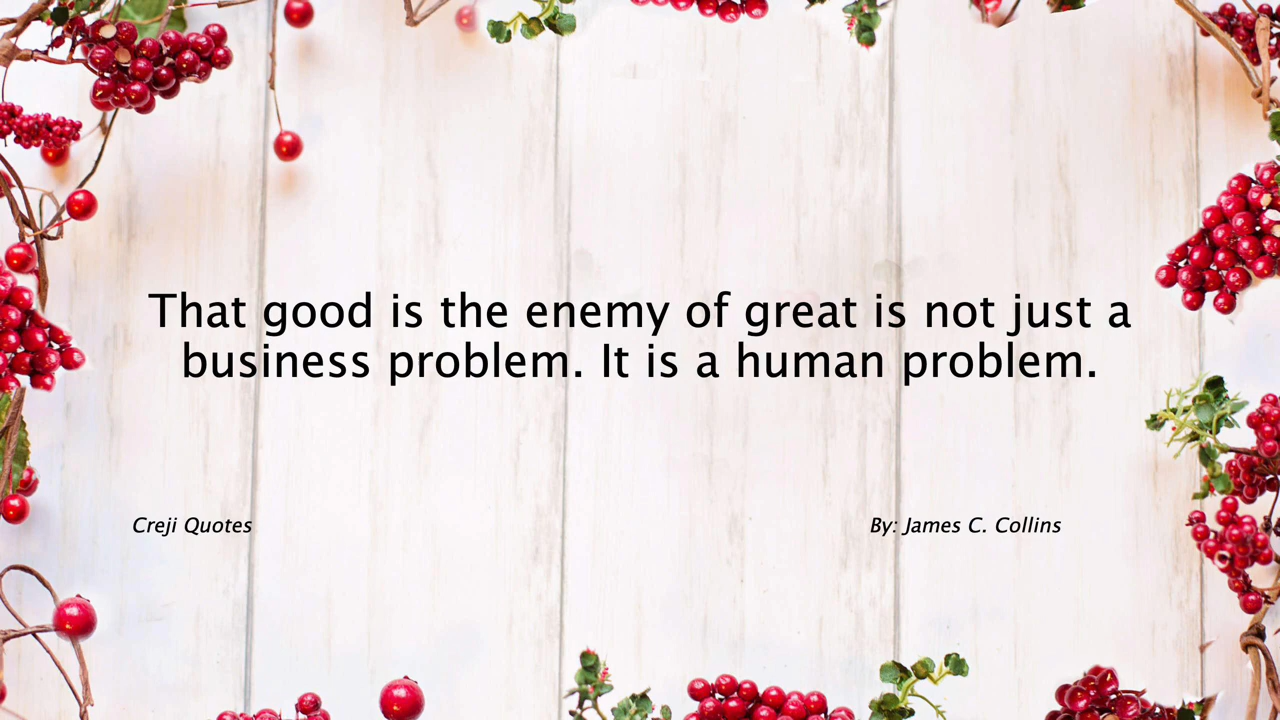 That good is the enemy of great is not just a
business problem. It is a human problem.
Creji Quotes
By: James C. Collins